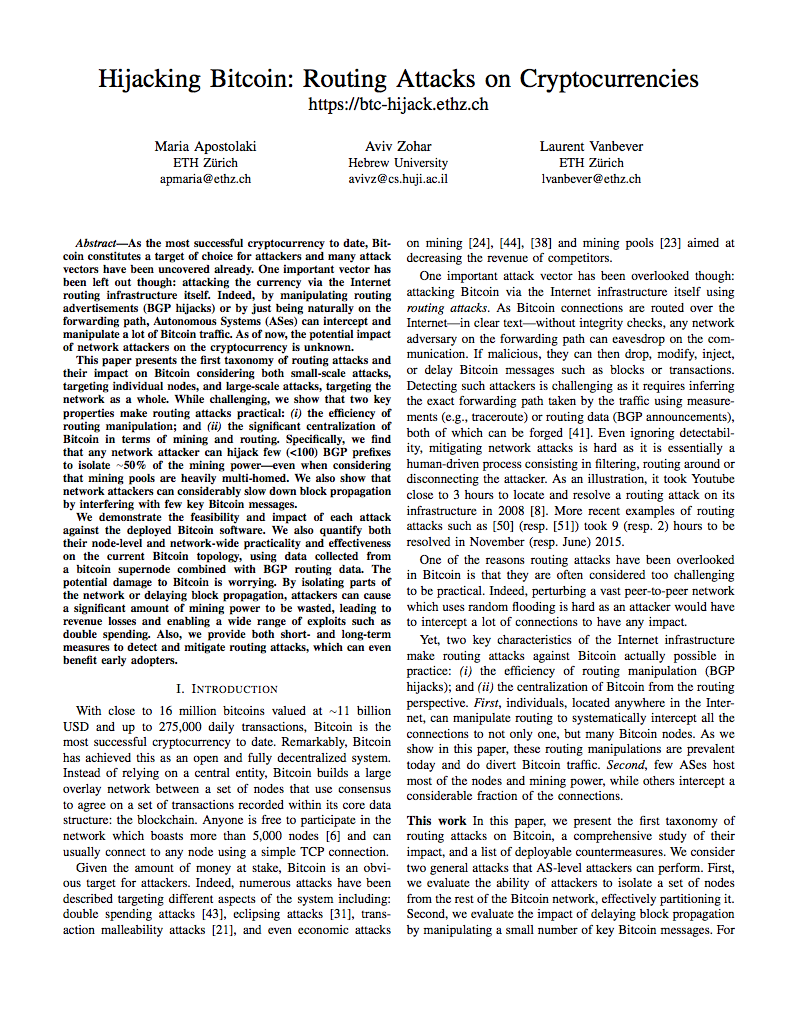 Hijacking Bitcoin: Routing Attacks on Cryptocurrencies
https://btc-hijack.ethz.ch
Maria Apostolaki
ETH Zürich
apmaria@ethz.ch
Aviv Zohar
Hebrew University
avivz@cs.huji.ac.il
Laurent Vanbever
ETH Zürich
lvanbever@ethz.ch
Abstract—As the most successful cryptocurrency to date, Bit-
coin constitutes a target of choice for attackers and many attack
vectors have been uncovered already. One important vector has
been left out though: attacking the currency via the Internet
routing infrastructure itself. Indeed, by manipulating routing
advertisements (BGP hijacks) or by just being naturally on the
forwarding path, Autonomous Systems (ASes) can intercept and
manipulate a lot of Bitcoin traffic. As of now, the potential impact
of network attackers on the cryptocurrency is unknown.
This paper presents the first taxonomy of routing attacks and
their impact on Bitcoin considering both small-scale attacks,
targeting individual nodes, and large-scale attacks, targeting the
network as a whole. While challenging, we show that two key
properties make routing attacks practical: (i) the efficiency of
routing manipulation; and (ii) the significant centralization of
Bitcoin in terms of mining and routing. Specifically, we find
that any network attacker can hijack few (<100) BGP prefixes
to isolate ~50% of the mining power—even when considering
that mining pools are heavily multi-homed. We also show that
network attackers can considerably slow down block propagation
by interfering with few key Bitcoin messages.
We demonstrate the feasibility and impact of each attack
against the deployed Bitcoin software. We also quantify both
their node-level and network-wide practicality and effectiveness
on the current Bitcoin topology, using data collected from
a bitcoin supernode combined with BGP routing data. The
potential damage to Bitcoin is worrying. By isolating parts of
the network or delaying block propagation, attackers can cause
a significant amount of mining power to be wasted, leading to
revenue losses and enabling a wide range of exploits such as
double spending. Also, we provide both short- and long-term
measures to detect and mitigate routing attacks, which can even
benefit early adopters.
I. INTRODUCTION
With close to 16 million bitcoins valued at ~11 billion
USD and up to 275,000 daily transactions, Bitcoin is the
most successful cryptocurrency to date. Remarkably, Bitcoin
has achieved this as an open and fully decentralized system.
Instead of relying on a central entity, Bitcoin builds a large
overlay network between a set of nodes that use consensus
to agree on a set of transactions recorded within its core data
structure: the blockchain. Anyone is free to participate in the
network which boasts more than 5,000 nodes [6] and can
usually connect to any node using a simple TCP connection.
Given the amount of money at stake, Bitcoin is an obvi-
ous target for attackers. Indeed, numerous attacks have been
described targeting different aspects of the system including:
double spending attacks [43], eclipsing attacks [31], trans-
action malleability attacks [21], and even economic attacks
on mining [24], [44], [38] and mining pools [23] aimed at
decreasing the revenue of competitors.
One important attack vector has been overlooked though:
attacking Bitcoin via the Internet infrastructure itself using
routing attacks. As Bitcoin connections are routed over the
Internet—in clear text—without integrity checks, any network
adversary on the forwarding path can eavesdrop on the com-
munication. If malicious, they can then drop, modify, inject,
or delay Bitcoin messages such as blocks or transactions.
Detecting such attackers is challenging as it requires inferring
the exact forwarding path taken by the traffic using measure-
ments (e.g., traceroute) or routing data (BGP announcements),
both of which can be forged [41]. Even ignoring detectabil-
ity, mitigating network attacks is hard as it is essentially a
human-driven process consisting in filtering, routing around or
disconnecting the attacker. As an illustration, it took Youtube
close to 3 hours to locate and resolve a routing attack on its
infrastructure in 2008 [8]. More recent examples of routing
attacks such as [50] (resp. [51]) took 9 (resp. 2) hours to be
resolved in November (resp. June) 2015.
One of the reasons routing attacks have been overlooked
in Bitcoin is that they are often considered too challenging
to be practical. Indeed, perturbing a vast peer-to-peer network
which uses random flooding is hard as an attacker would have
to intercept a lot of connections to have any impact.
Yet, two key characteristics of the Internet infrastructure
make routing attacks against Bitcoin actually possible in
practice: (i) the efficiency of routing manipulation (BGP
hijacks); and (ii) the centralization of Bitcoin from the routing
perspective. First, individuals, located anywhere in the Inter-
net, can manipulate routing to systematically intercept all the
connections to not only one, but many Bitcoin nodes. As we
show in this paper, these routing manipulations are prevalent
today and do divert Bitcoin traffic. Second, few ASes host
most of the nodes and mining power, while others intercept a
considerable fraction of the connections.
This work In this paper, we present the first taxonomy of
routing attacks on Bitcoin, a comprehensive study of their
impact, and a list of deployable countermeasures. We consider
two general attacks that AS-level attackers can perform. First,
we evaluate the ability of attackers to isolate a set of nodes
from the rest of the Bitcoin network, effectively partitioning it.
Second, we evaluate the impact of delaying block propagation
by manipulating a small number of key Bitcoin messages. For